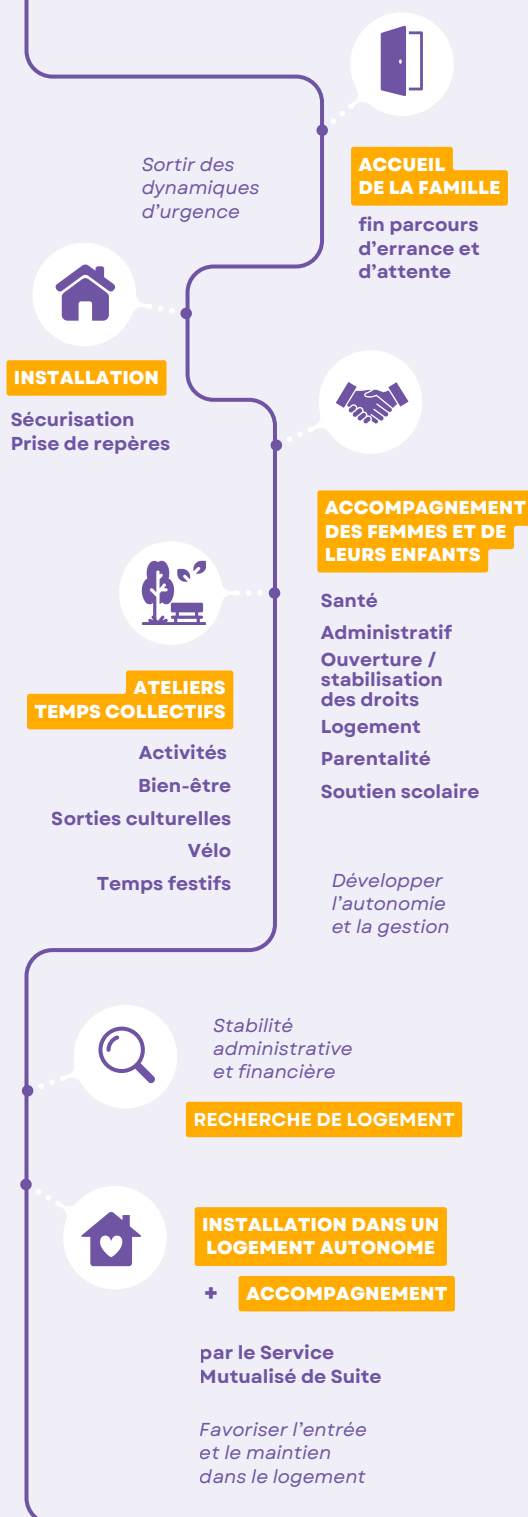 ACCUEIL
DE LA FAMILLE
fin parcours
d'errance et
d'attente
Sortir des
dynamiques
d'urgence
INSTALLATION
Sécurisation
Prise de repères
ACCOMPAGNEMENT
DES FEMMES ET DE
LEURS ENFANTS
Santé
Administratif
Ouverture /
stabilisation
des droits
Logement
Parentalité
Soutien scolaire
ATELIERS
TEMPS COLLECTIFS
Activités
Bien-être
Sorties culturelles
Vélo
Temps festifs
Développer
l'autonomie
et la gestion
Stabilité
administrative
et financière
RECHERCHE DE LOGEMENT
INSTALLATION DANS UN
LOGEMENT AUTONOME
+ ACCOMPAGNEMENT
par le Service
Mutualisé de Suite
Favoriser l'entrée
et le maintien
dans le logement